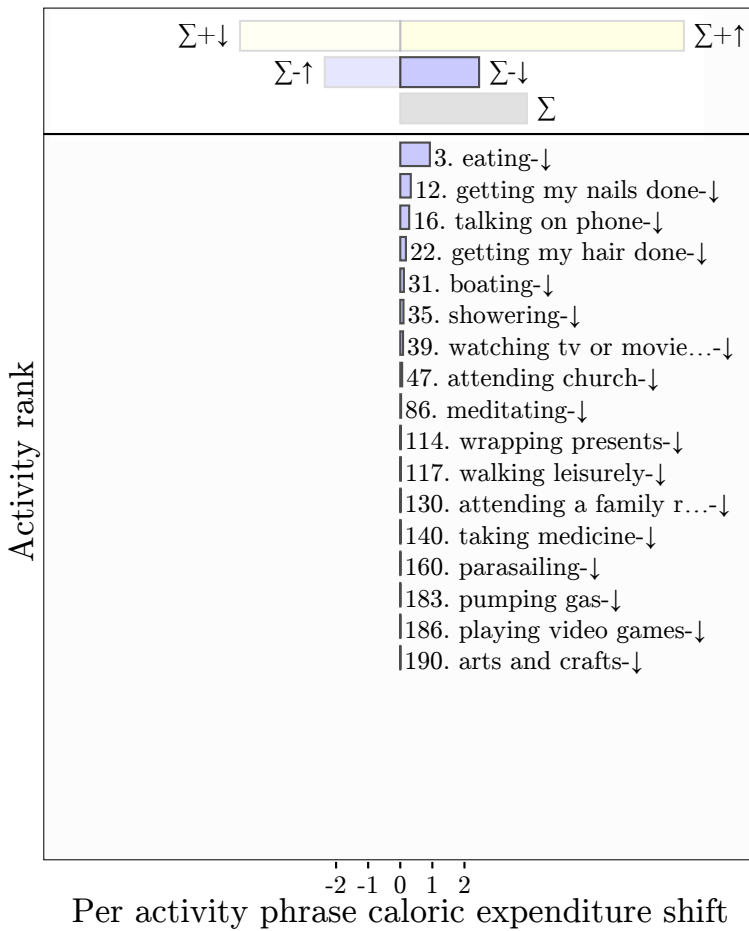 ∑+↓ ∑+↑
∑-↑ ∑-↓
∑
3. eating-↓
12. getting my nails done-↓
16. talking on phone-↓
22. getting my hair done-↓
31. boating-↓
35. showering-↓
39. watching tv or movie…-↓
47. attending church-↓
86. meditating-↓
114. wrapping presents-↓
117. walking leisurely-↓
130. attending a family r…-↓
140. taking medicine-↓
160. parasailing-↓
183. pumping gas-↓
186. playing video games-↓
190. arts and crafts-↓
Activity rank
-2 -1 0 1 2
Per activity phrase caloric expenditure shift